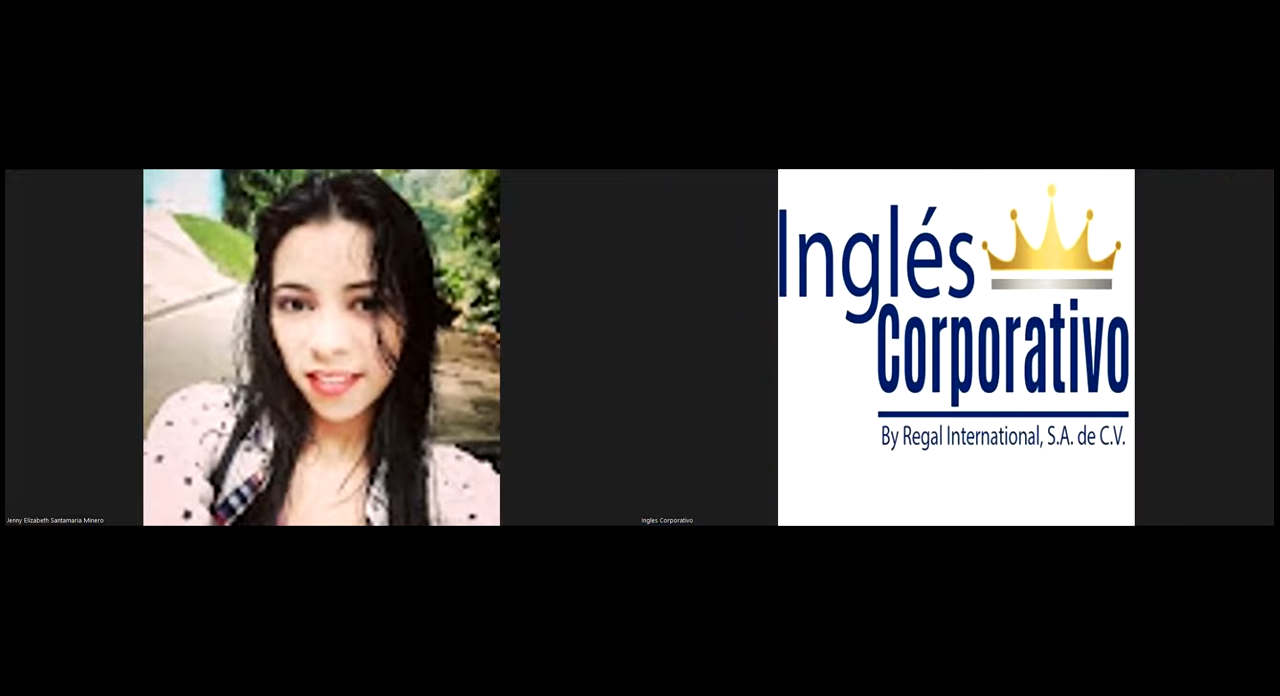 Inglés
Corporativo
By Regal International, S.A. de C.V.
Jenny Elizabeth Santamaria Minero
Ingles Corporativo